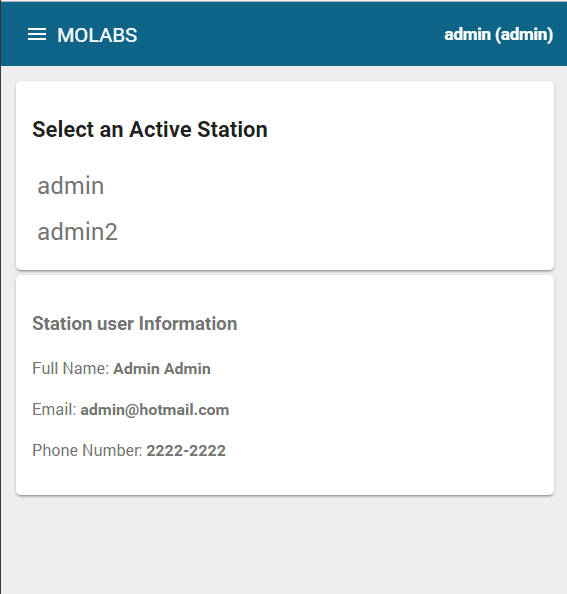 MOLABS
admin (admin)
Select an Active Station
admin
admin2
Station user Information
Full Name: Admin Admin
Email: admin@hotmail.com
Phone Number: 2222-2222